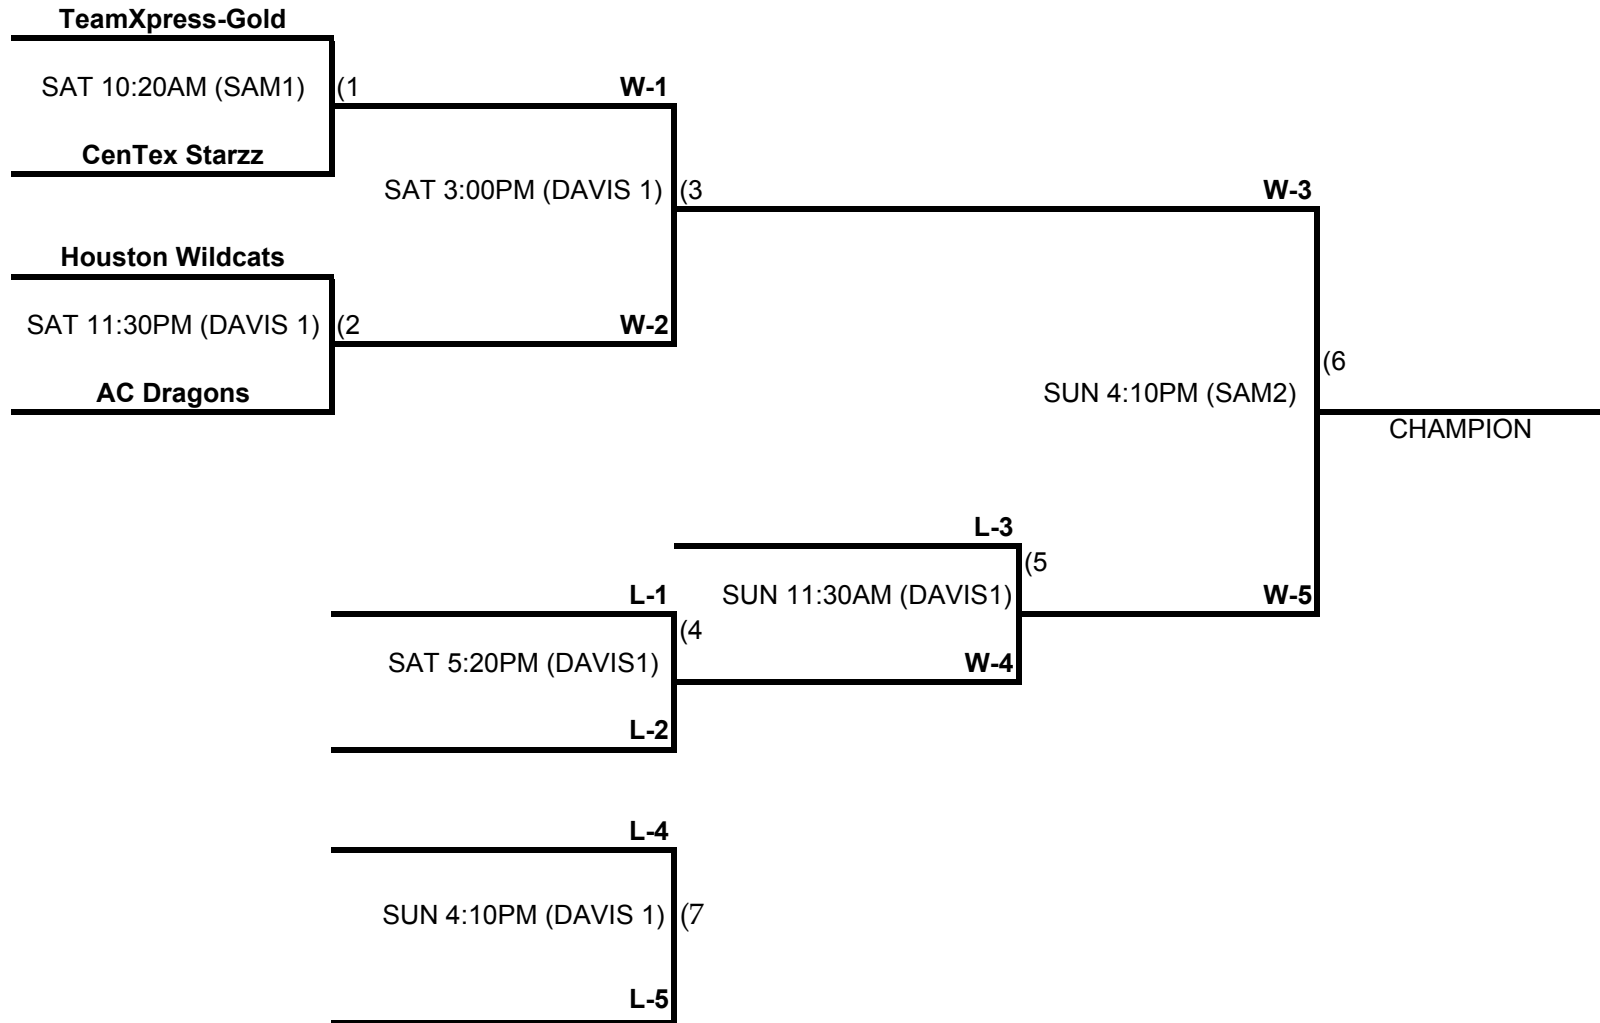 TeamXpress-Gold
SAT 10:20AM (SAM1)
(1
W-1
CenTex Starzz
SAT 3:00PM (DAVIS 1)
(3
W-3
Houston Wildcats
SAT 11:30PM (DAVIS 1)
(2
W-2
(6
AC Dragons
SUN 4:10PM (SAM2)
CHAMPION
L-3
(5
L-1
SUN 11:30AM (DAVIS1)
W-5
(4
SAT 5:20PM (DAVIS1)
W-4
L-2
L-4
SUN 4:10PM (DAVIS 1)
(7
L-5